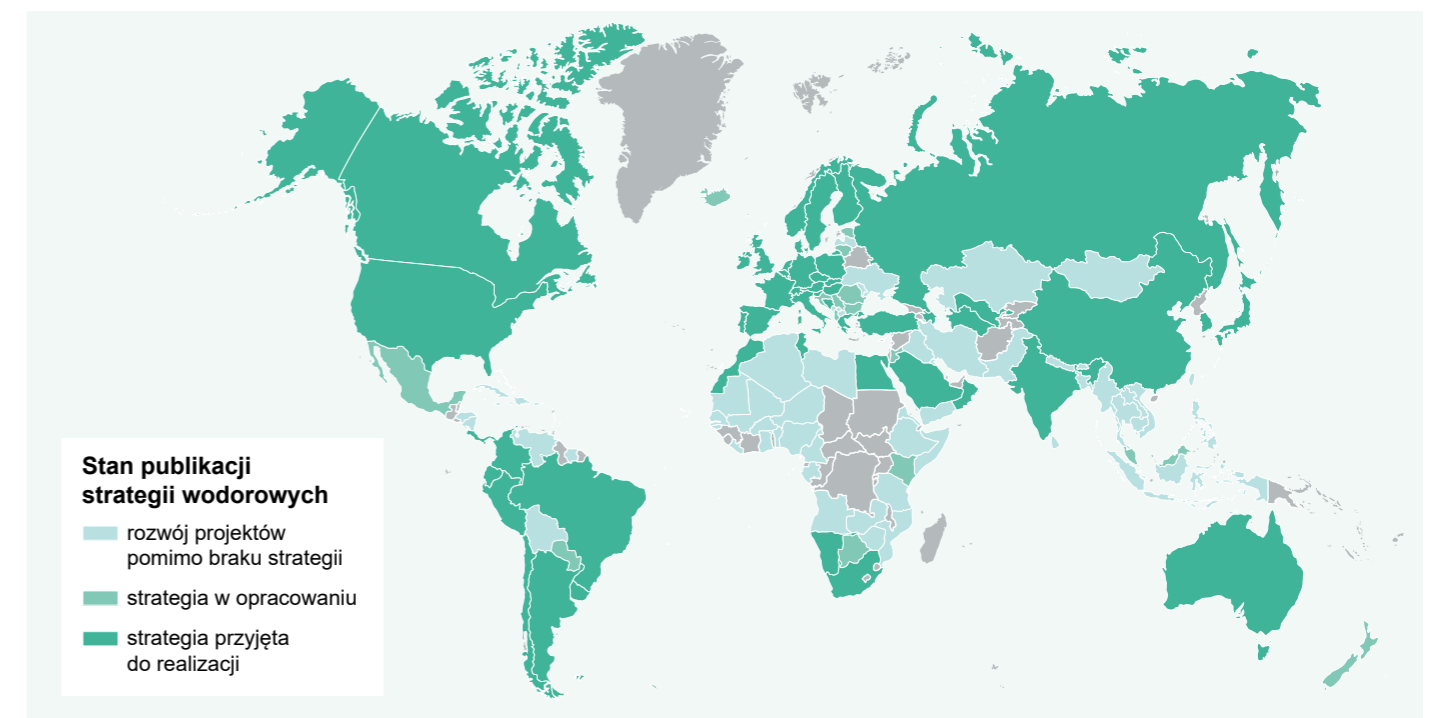 Stan publikacji
strategii wodorowych
rozwój projektów
pomimo braku strategii
strategia w opracowaniu
strategia przyjęta
do realizacji